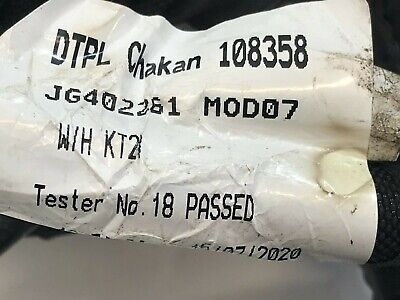 DTPL Chakan 108358
JG402281 MOD07
W/H KT2
Tester No.18 PASSED
15/07/2020